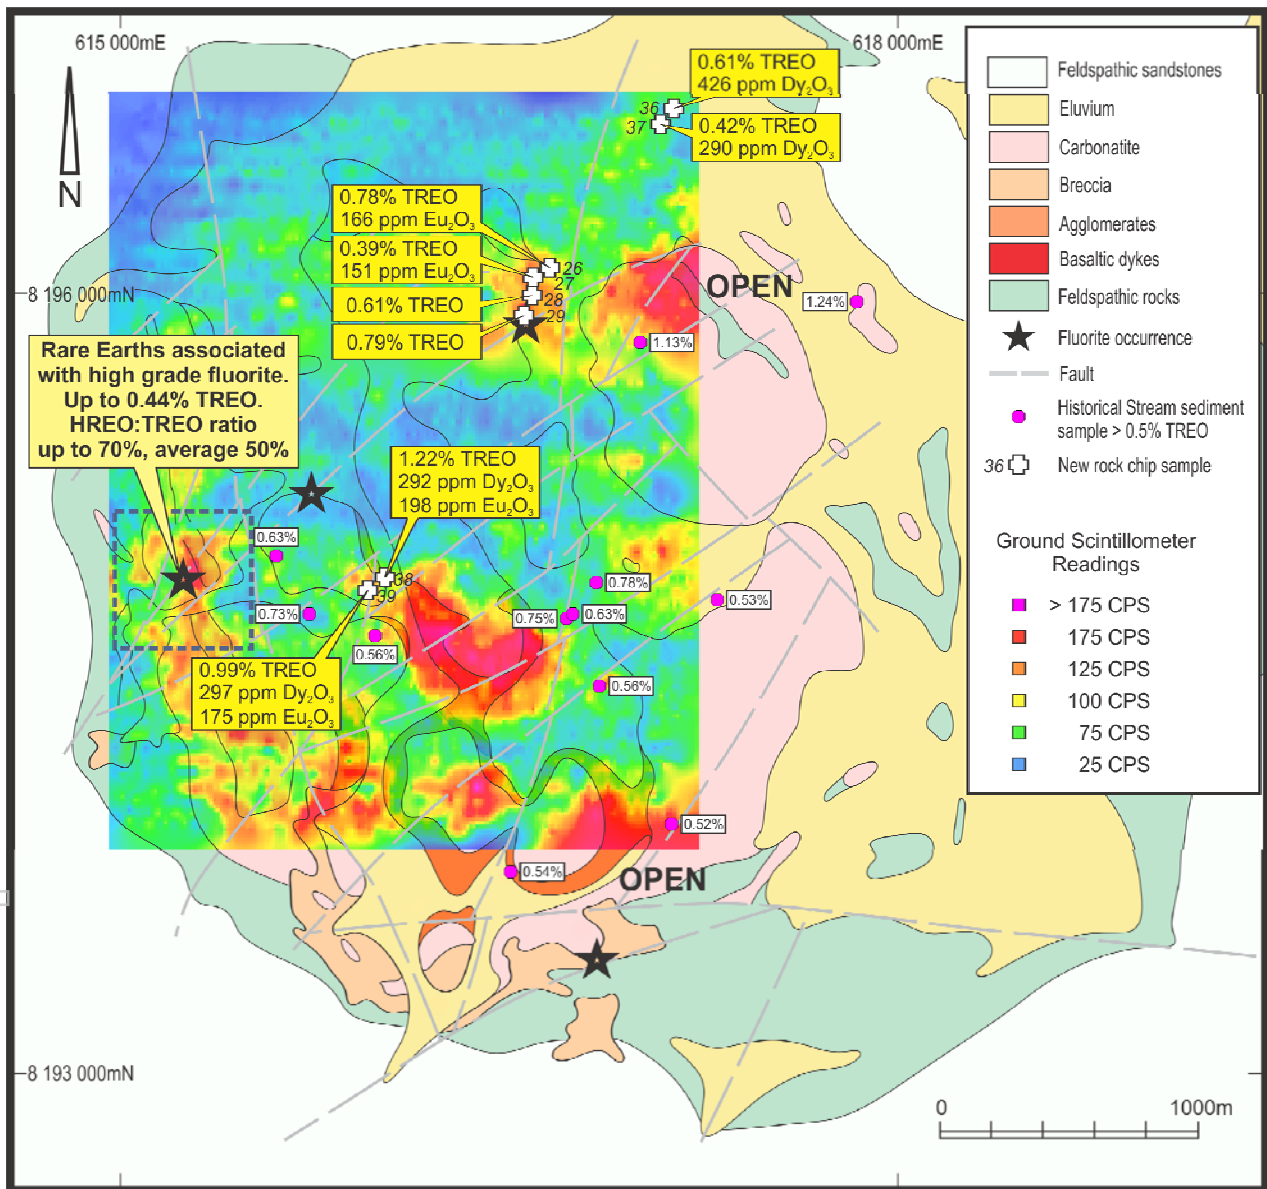 615 000mE
618 000mE
N
8 196 000mN
8 193 000mN
0.61% TREO
426 ppm Dy₂O₃
36
37
0.42% TREO
290 ppm Dy₂O₃
0.78% TREO
166 ppm Eu₂O₃
0.39% TREO
151 ppm Eu₂O₃
0.61% TREO
0.79% TREO
26
27
28
29
OPEN
1.24%
1.13%
Rare Earths associated
with high grade fluorite.
Up to 0.44% TREO.
HREO:TREO ratio
up to 70%, average 50%
1.22% TREO
292 ppm Dy₂O₃
198 ppm Eu₂O₃
0.63%
38
39
0.78%
0.53%
0.73%
0.75%
0.63%
0.56%
0.99% TREO
297 ppm Dy₂O₃
175 ppm Eu₂O₃
0.56%
0.52%
0.54%
OPEN
Feldspathic sandstones
Eluvium
Carbonatite
Breccia
Agglomerates
Basaltic dykes
Feldspathic rocks
Fluorite occurrence
Fault
Historical Stream sediment
sample > 0.5% TREO
36 New rock chip sample
Ground Scintillometer
Readings
> 175 CPS
175 CPS
125 CPS
100 CPS
75 CPS
25 CPS
0 1000m